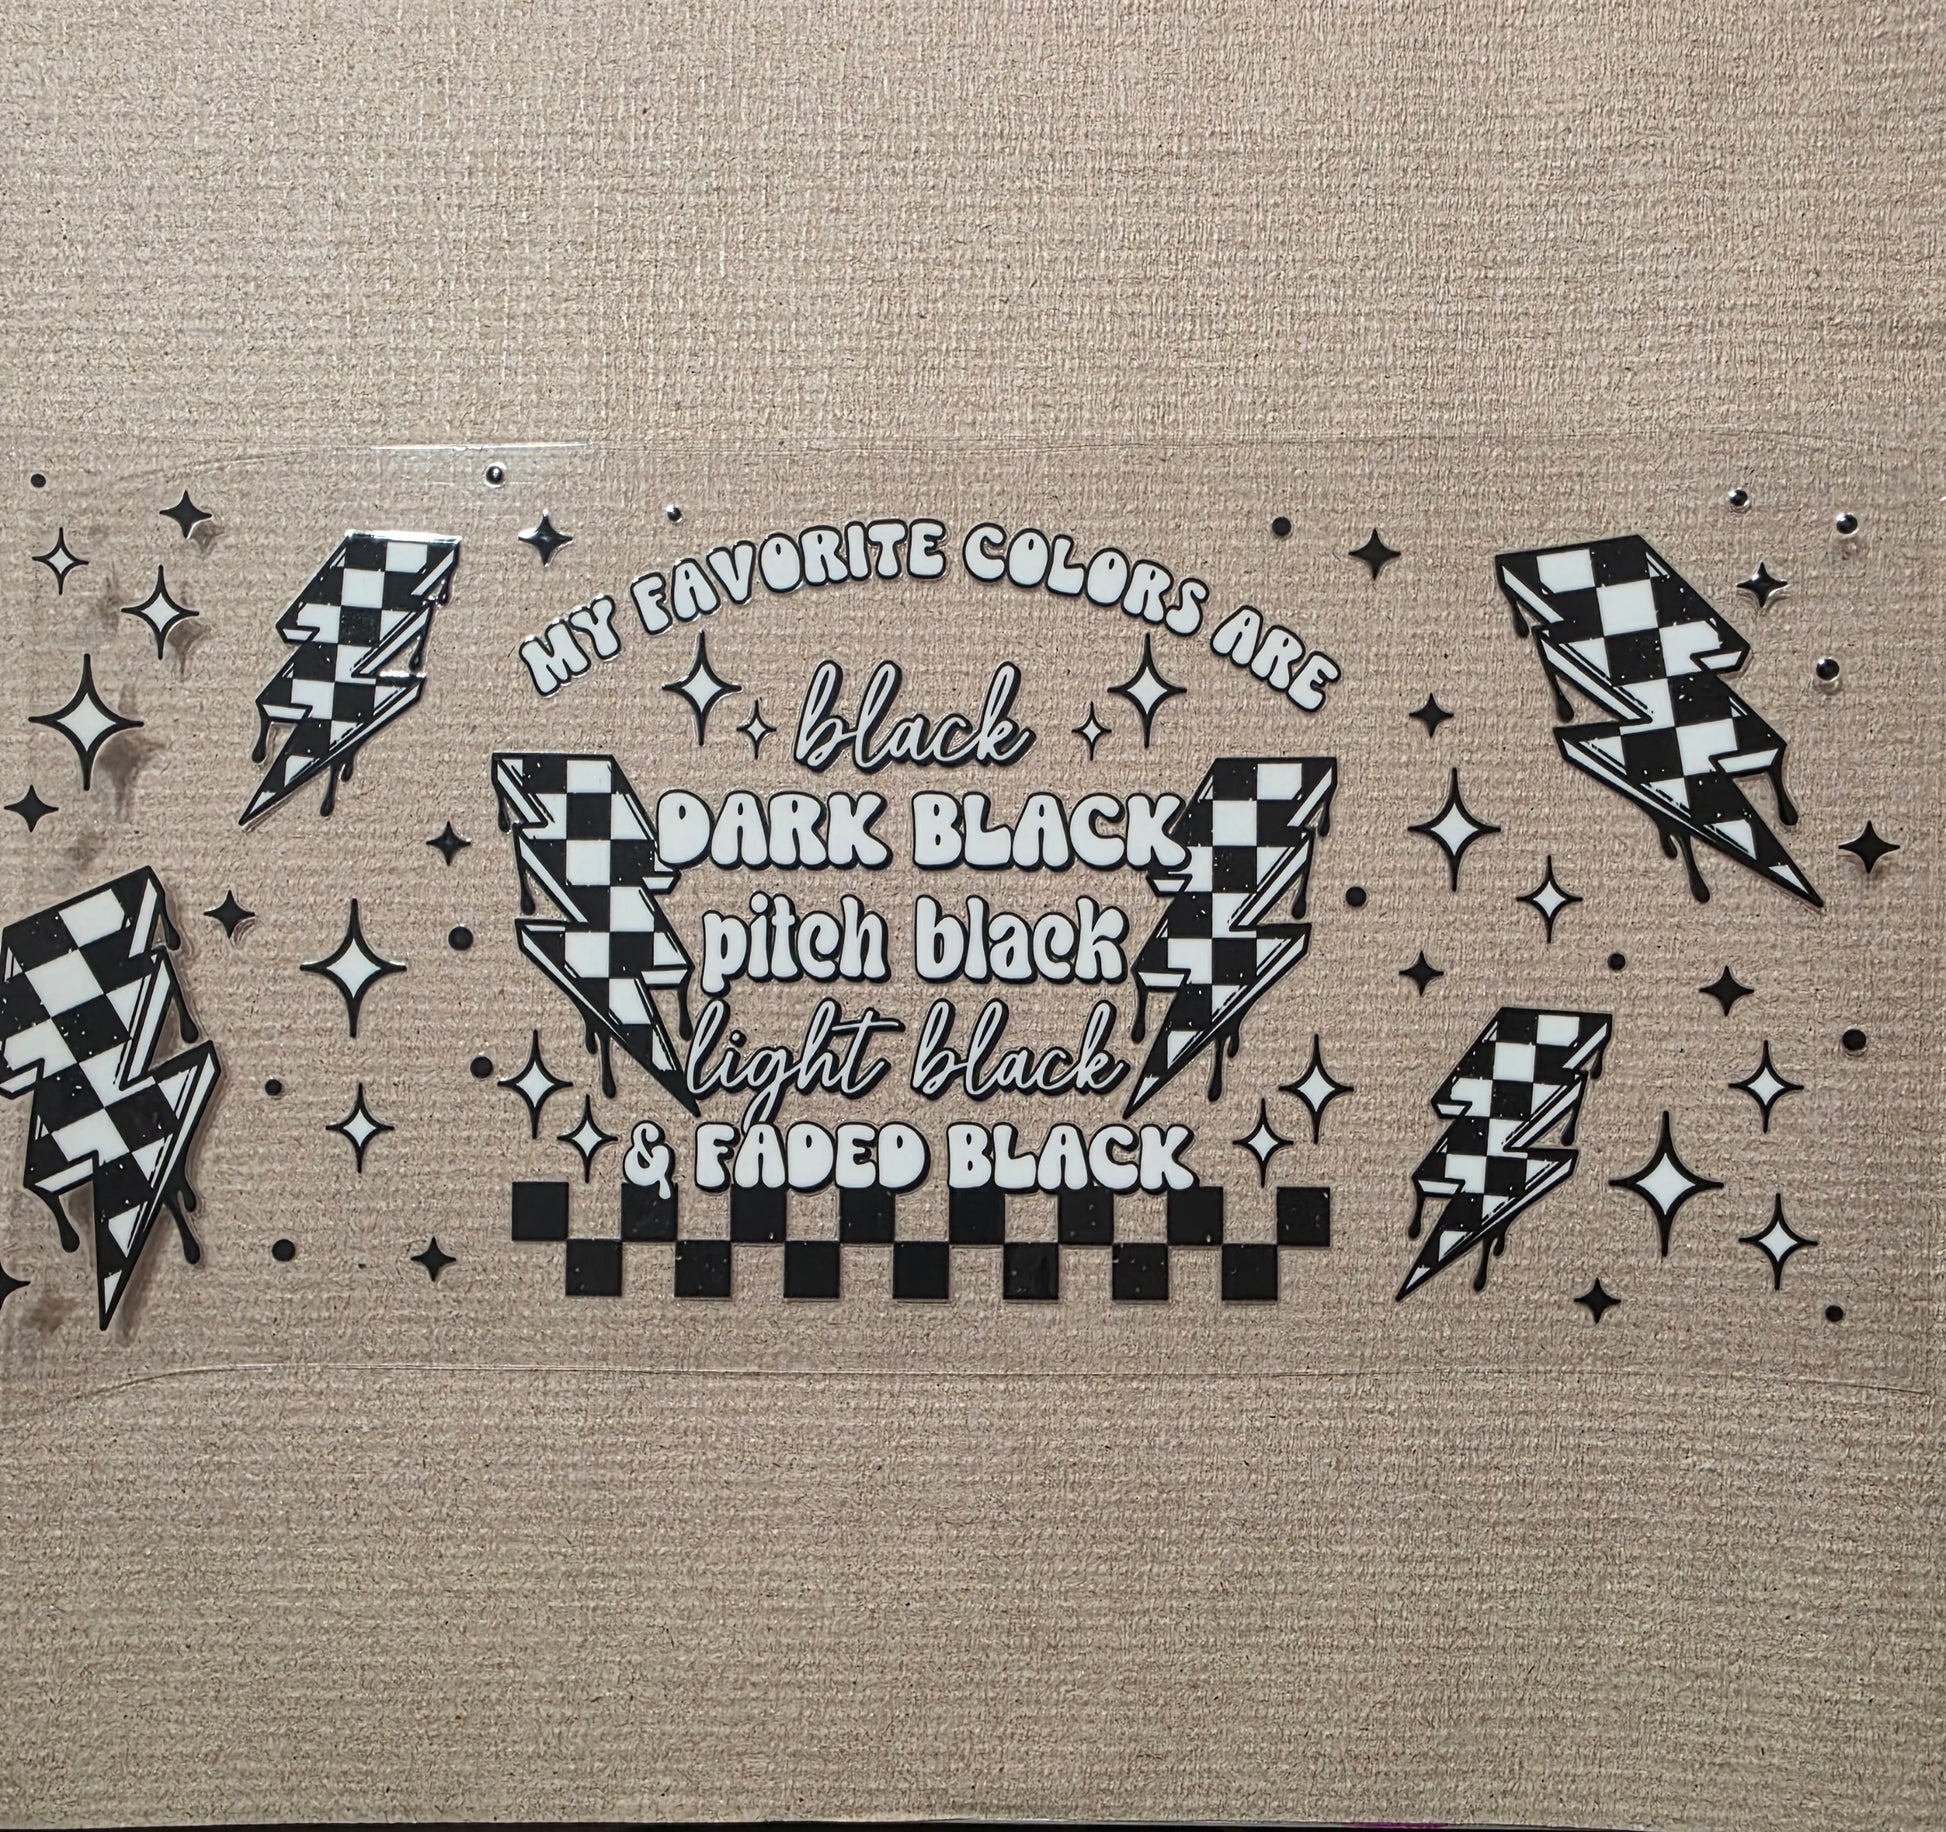 MY FAVORITE COLORS ARE
black
DARK BLACK
pitch black
light black
& FADED BLACK